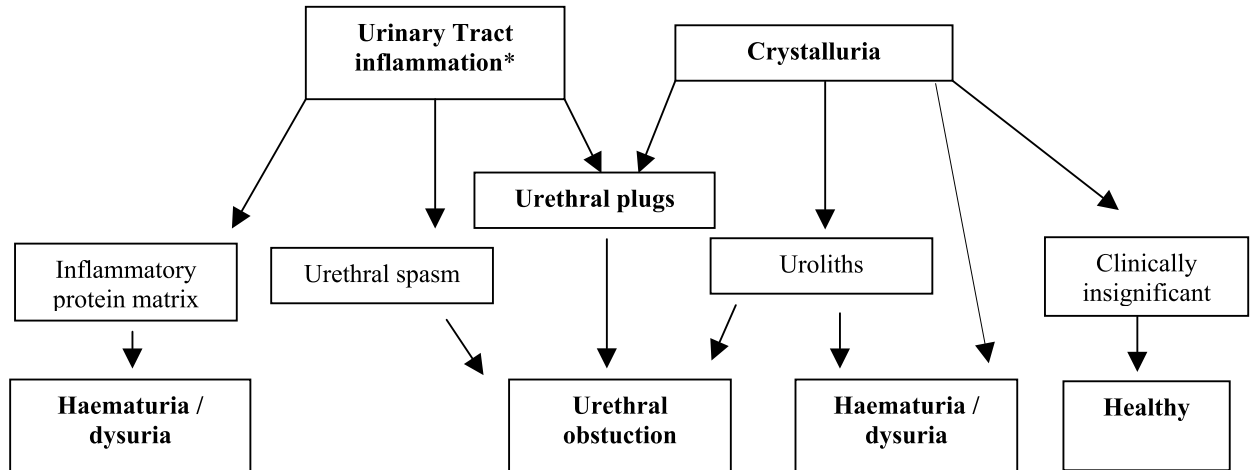 Urinary Tract
inflammation*
Crystalluria
Urethral plugs
Inflammatory
protein matrix
Urethral spasm
Uroliths
Clinically
insignificant
Haematuria /
dysuria
Urethral
obstuction
Haematuria /
dysuria
Healthy